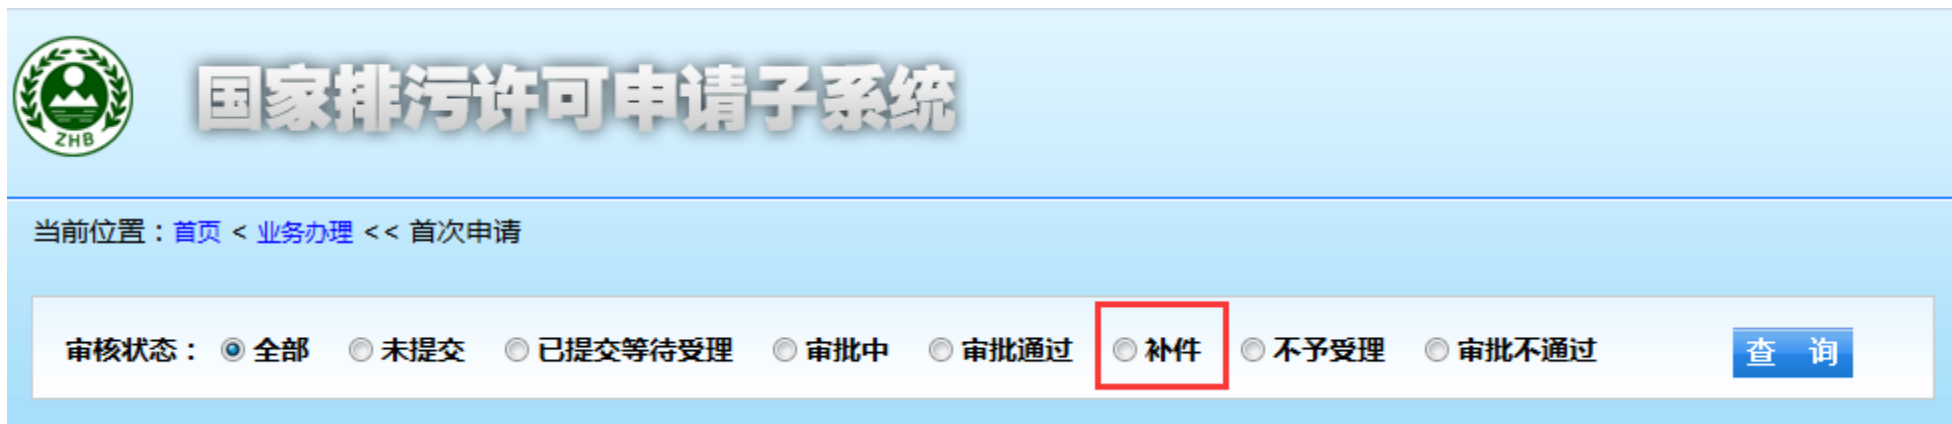 国家排污许可申请子系统
ZHB
当前位置：首页 < 业务办理 << 首次申请
审核状态： 全部 未提交 已提交等待受理 审批中 审批通过 补件 不予受理 审批不通过 查 询